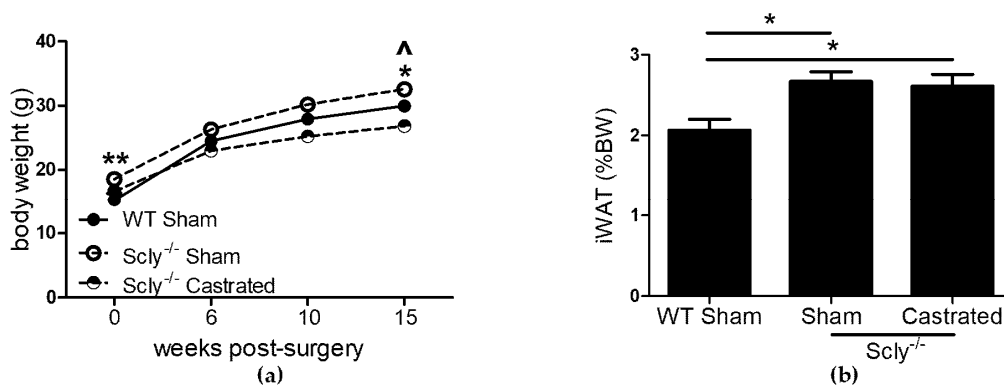 40
30
20
10
0
body weight (g)
^
*
**
WT Sham
Scly-/- Sham
Scly-/- Castrated
0 6 10 15
weeks post-surgery
(a)
*
*
3
2
1
0
iWAT (%BW)
WT Sham Sham Castrated
Scly-/-
(b)